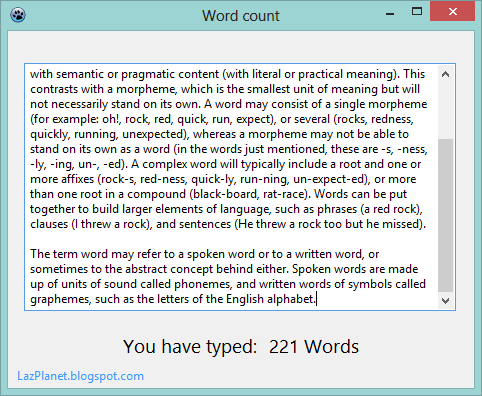 Word count
with semantic or pragmatic content (with literal or practical meaning). This
contrasts with a morpheme, which is the smallest unit of meaning but will
not necessarily stand on its own. A word may consist of a single morpheme
(for example: oh!, rock, red, quick, run, expect), or several (rocks, redness,
quickly, running, unexpected), whereas a morpheme may not be able to
stand on its own as a word (in the words just mentioned, these are -s, -ness,
-ly, -ing, un-, -ed). A complex word will typically include a root and one or
more affixes (rock-s, red-ness, quick-ly, run-ning, un-expect-ed), or more
than one root in a compound (black-board, rat-race). Words can be put
together to build larger elements of language, such as phrases (a red rock),
clauses (I threw a rock), and sentences (He threw a rock too but he missed).
The term word may refer to a spoken word or to a written word, or
sometimes to the abstract concept behind either. Spoken words are made
up of units of sound called phonemes, and written words of symbols called
graphemes, such as the letters of the English alphabet.
You have typed: 221 Words
LazPlanet.blogspot.com